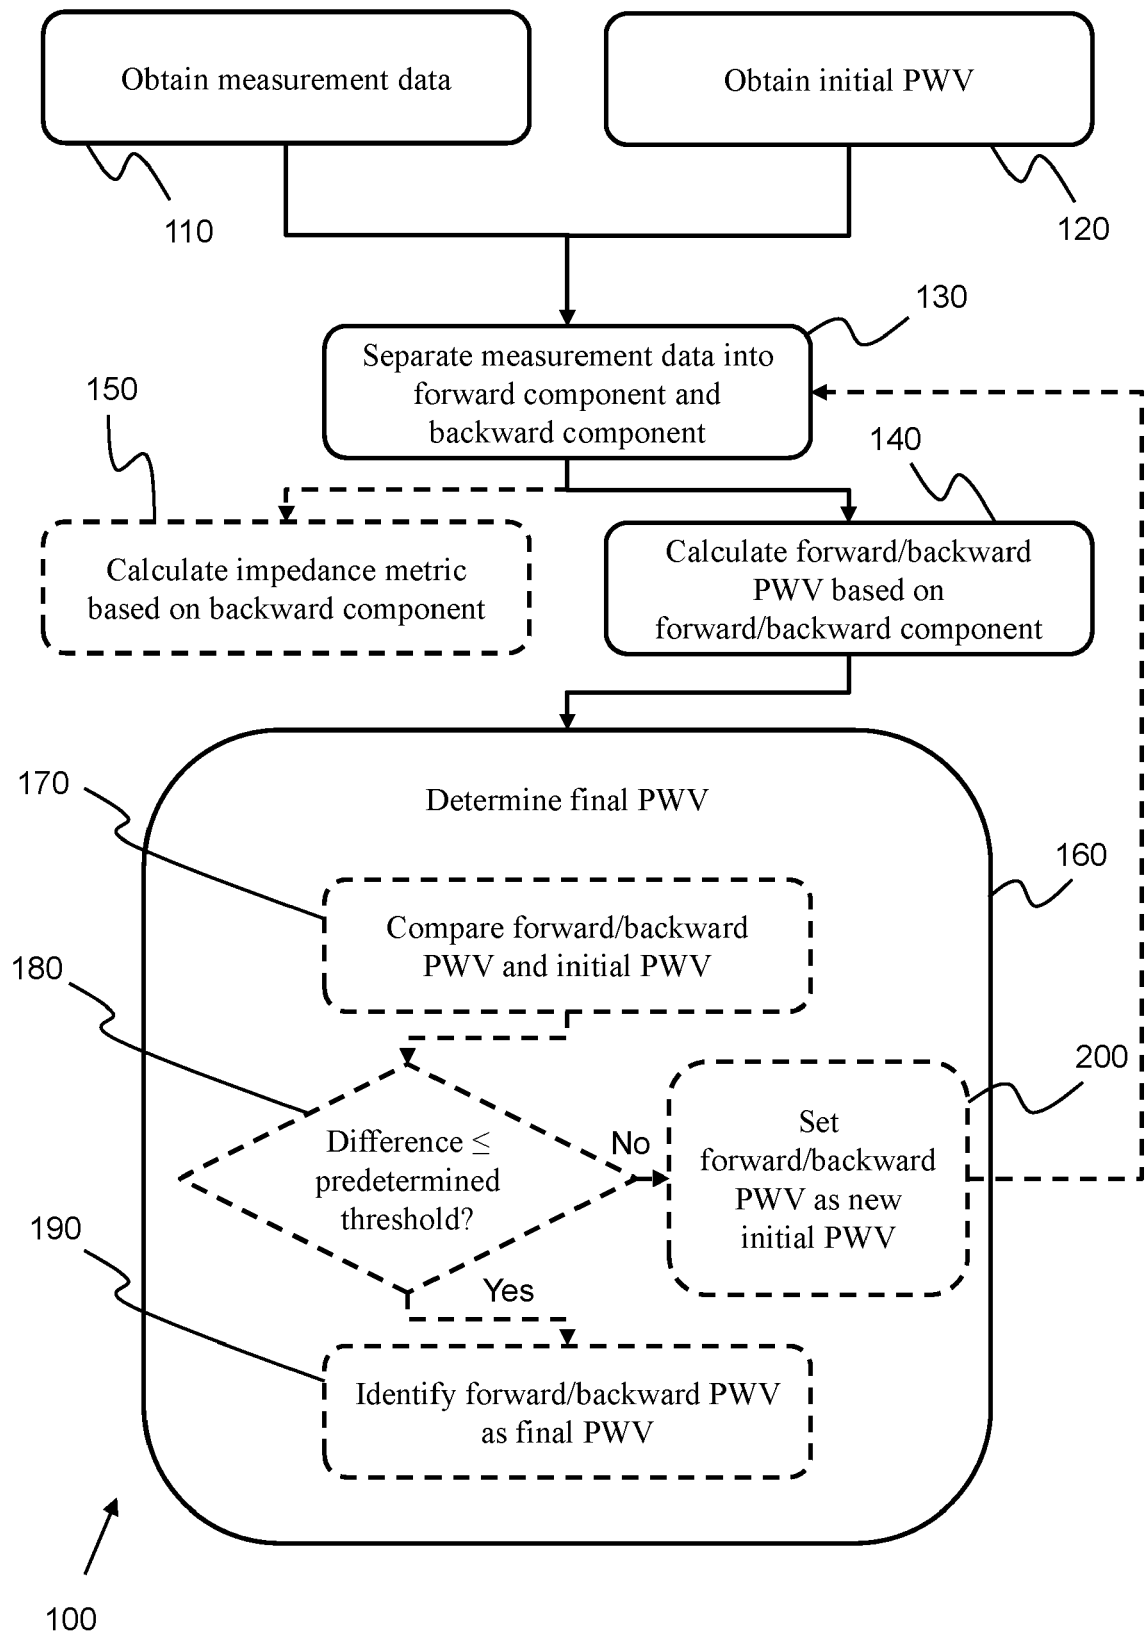 Obtain measurement data
Obtain initial PWV
110
120
130
Separate measurement data into
forward component and
backward component
150
140
Calculate impedance metric
based on backward component
Calculate forward/backward
PWV based on
forward/backward component
170
Determine final PWV
160
Compare forward/backward
PWV and initial PWV
180
200
Difference ≤
predetermined
threshold?
No
Set
forward/backward
PWV as new
initial PWV
190
Yes
Identify forward/backward PWV
as final PWV
100